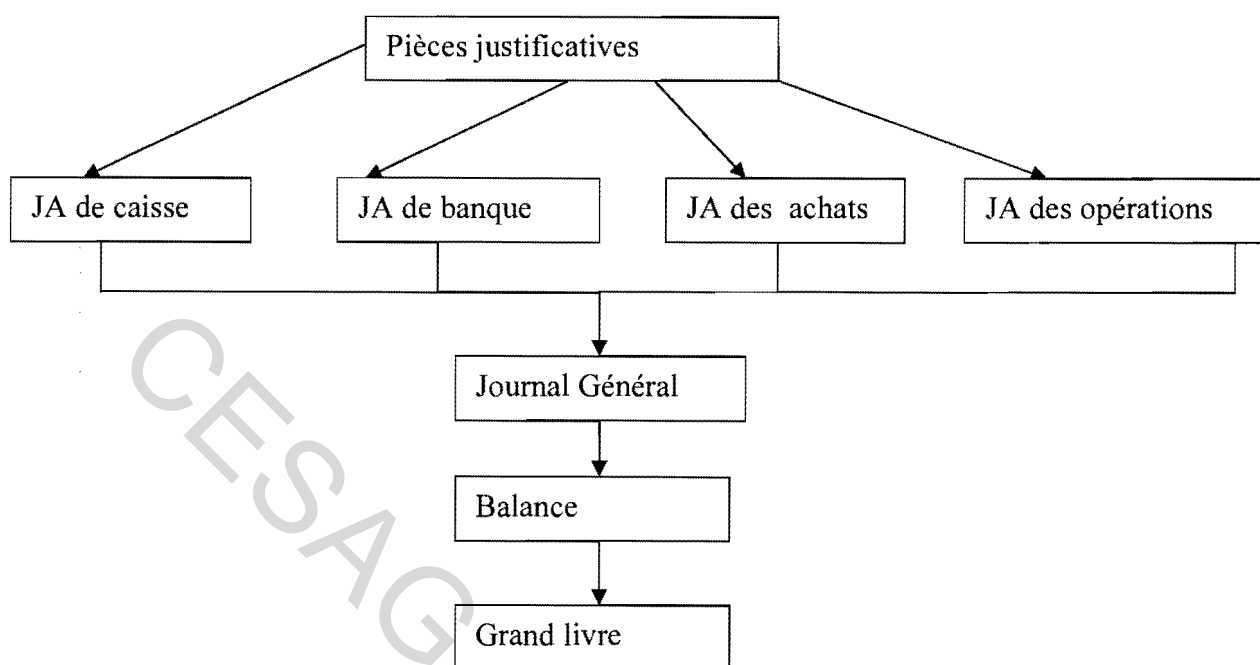 Pièces justificatives
JA de caisse
JA de banque
JA des achats
JA des opérations
Journal Général
Balance
Grand livre
CESAG